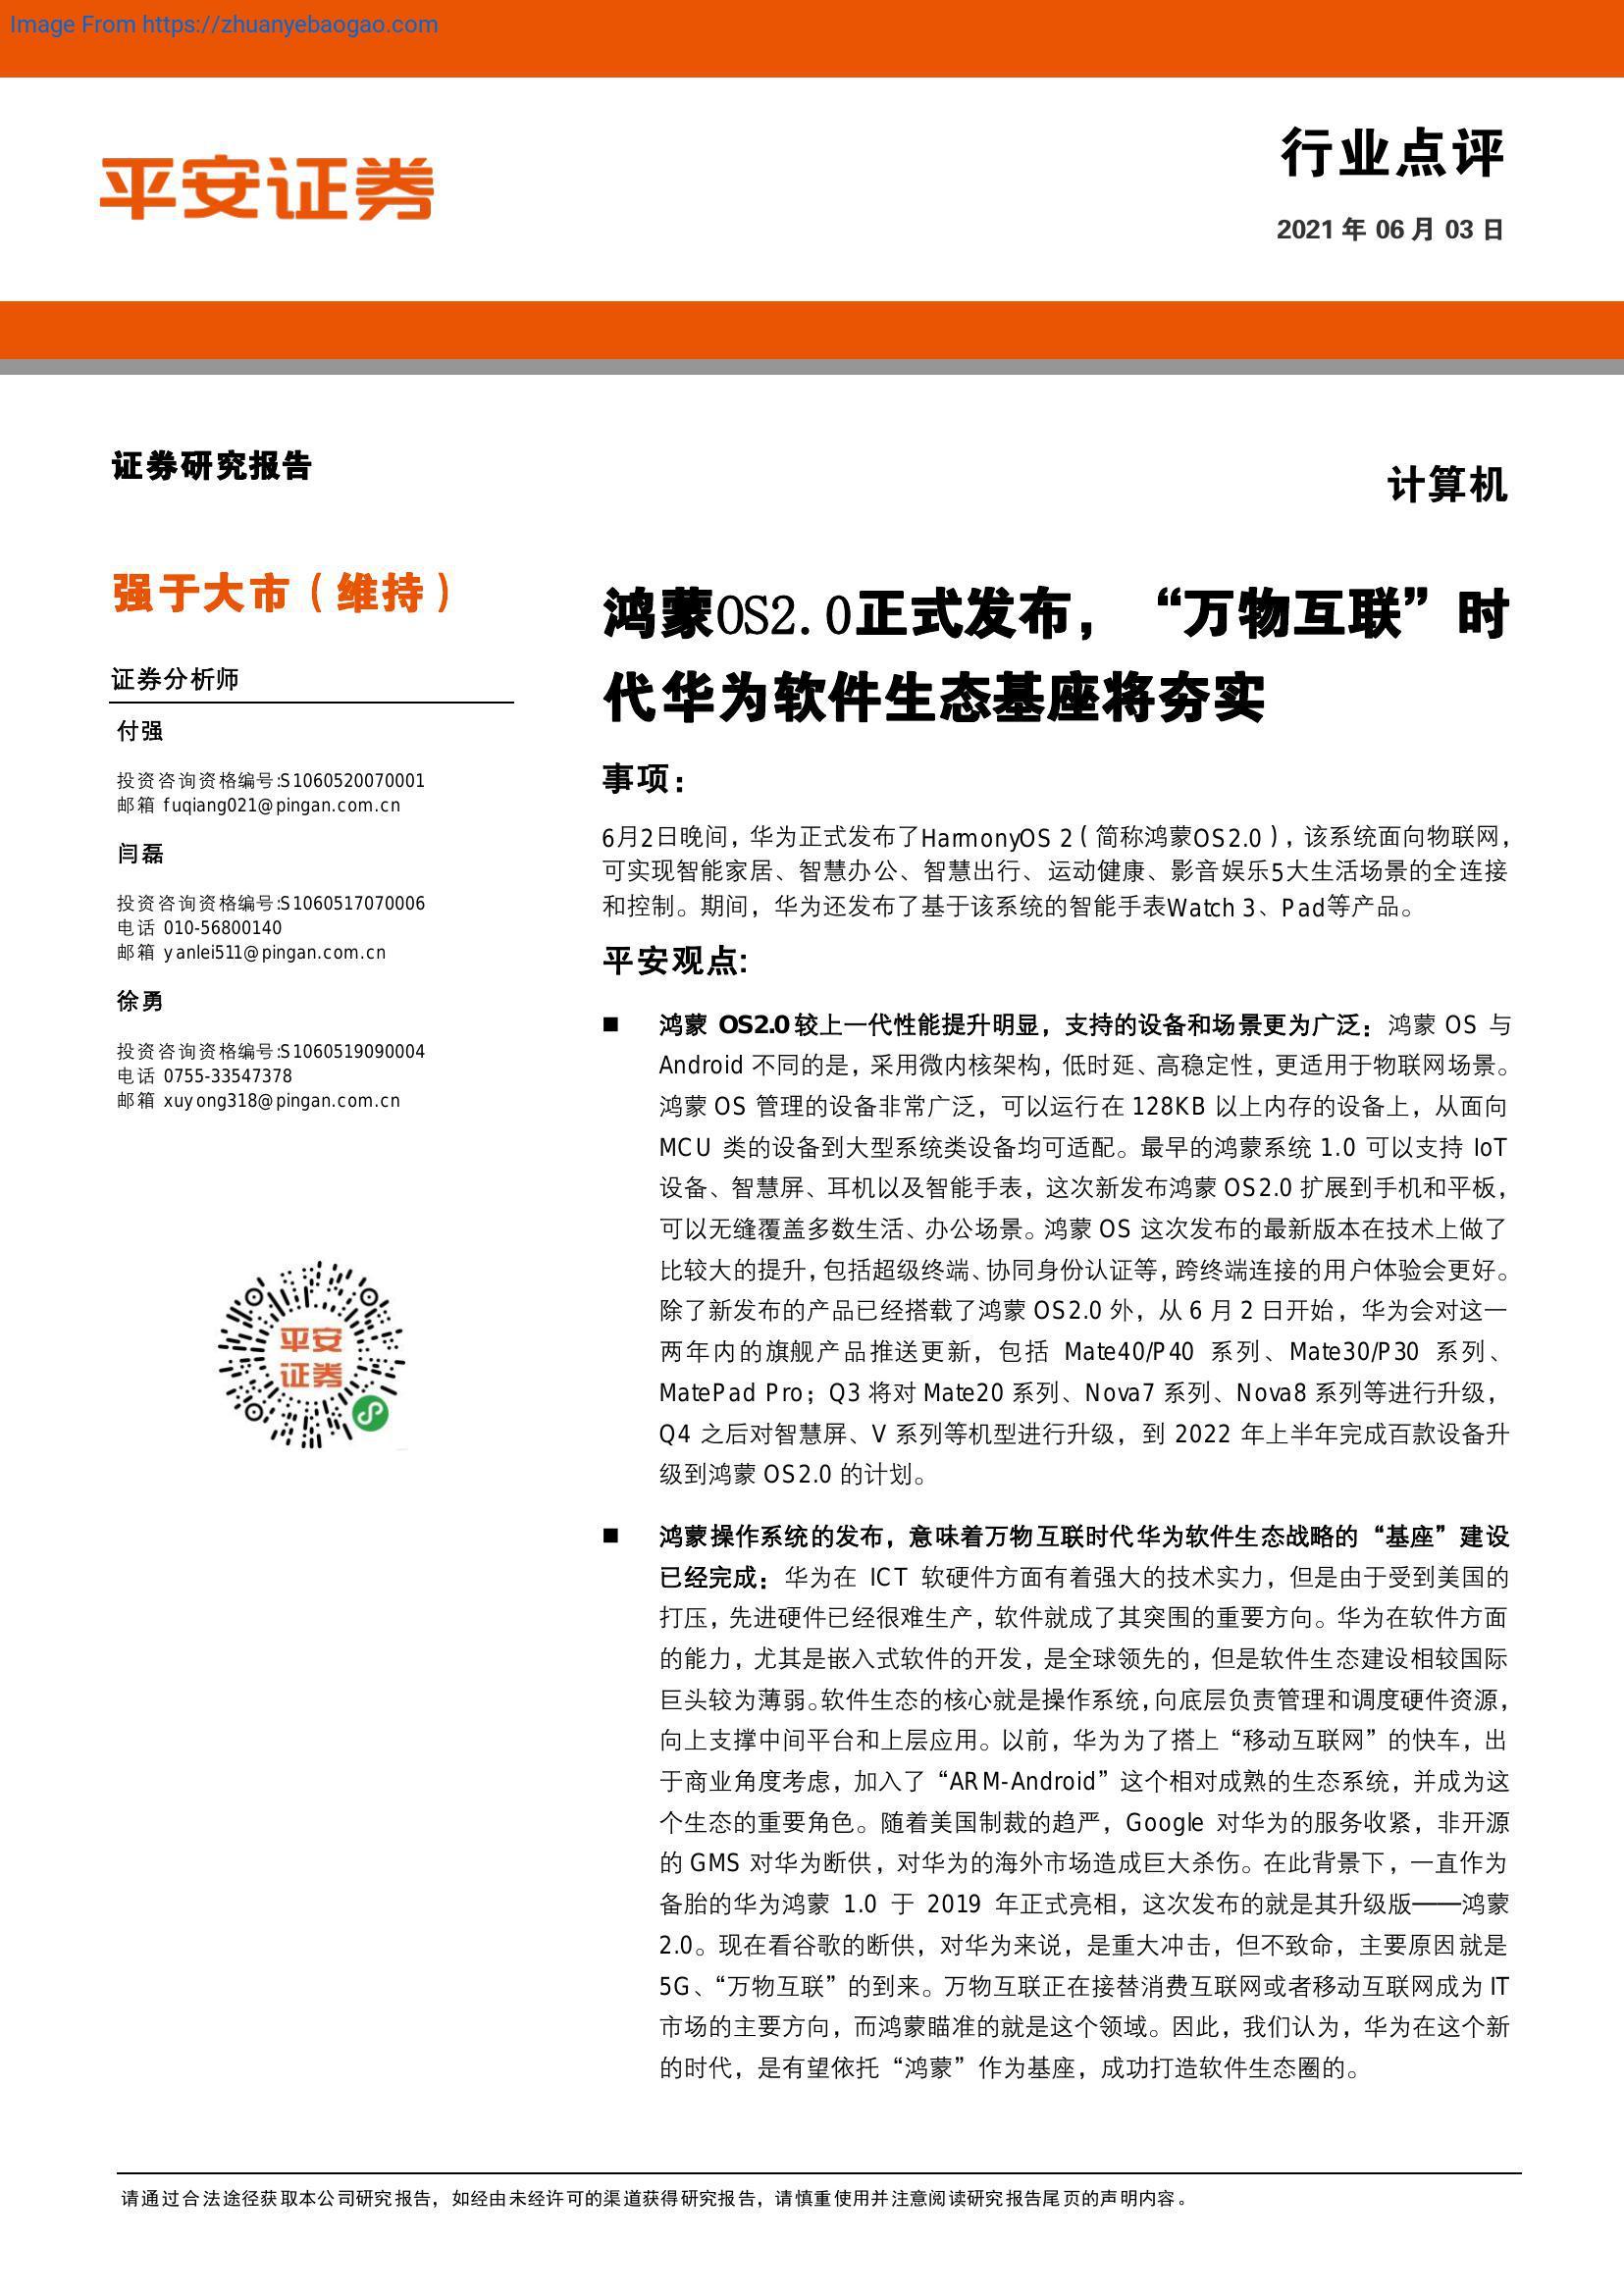 Image From https://zhuanyebaogao.com
平安证券
行业点评
2021 年 06 月 03 日
证券研究报告
计算机
强于大市（维持）
证券分析师
付强
投资咨询资格编号:S1060520070001
邮箱 fuqiang021@pingan.com.cn
闫磊
投资咨询资格编号:S1060517070006
电话 010-56800140
邮箱 yanlei511@pingan.com.cn
徐勇
投资咨询资格编号:S1060519090004
电话 0755-33547378
邮箱 xuyong318@pingan.com.cn
平安
证券
鸿蒙OS2.0正式发布，“万物互联”时
代华为软件生态基座将夯实
事项：
6月2日晚间，华为正式发布了HarmonyOS 2（简称鸿蒙OS2.0），该系统面向物联网，
可实现智能家居、智慧办公、智慧出行、运动健康、影音娱乐5大生活场景的全连接
和控制。期间，华为还发布了基于该系统的智能手表Watch 3、Pad等产品。
平安观点:
■ 鸿蒙 OS2.0 较上一代性能提升明显，支持的设备和场景更为广泛：鸿蒙 OS 与
Android 不同的是，采用微内核架构，低时延、高稳定性，更适用于物联网场景。
鸿蒙 OS 管理的设备非常广泛，可以运行在 128KB 以上内存的设备上，从面向
MCU 类的设备到大型系统类设备均可适配。最早的鸿蒙系统 1.0 可以支持 IoT
设备、智慧屏、耳机以及智能手表，这次新发布鸿蒙 OS2.0 扩展到手机和平板，
可以无缝覆盖多数生活、办公场景。鸿蒙 OS 这次发布的最新版本在技术上做了
比较大的提升，包括超级终端、协同身份认证等，跨终端连接的用户体验会更好。
除了新发布的产品已经搭载了鸿蒙 OS2.0 外，从 6 月 2 日开始，华为会对这一
两年内的旗舰产品推送更新，包括 Mate40/P40 系列、Mate30/P30 系列、
MatePad Pro；Q3 将对 Mate20 系列、Nova7 系列、Nova8 系列等进行升级，
Q4 之后对智慧屏、V 系列等机型进行升级，到 2022 年上半年完成百款设备升
级到鸿蒙 OS2.0 的计划。
■ 鸿蒙操作系统的发布，意味着万物互联时代华为软件生态战略的“基座”建设
已经完成：华为在 ICT 软硬件方面有着强大的技术实力，但是由于受到美国的
打压，先进硬件已经很难生产，软件就成了其突围的重要方向。华为在软件方面
的能力，尤其是嵌入式软件的开发，是全球领先的，但是软件生态建设相较国际
巨头较为薄弱。软件生态的核心就是操作系统，向底层负责管理和调度硬件资源，
向上支撑中间平台和上层应用。以前，华为为了搭上“移动互联网”的快车，出
于商业角度考虑，加入了“ARM-Android”这个相对成熟的生态系统，并成为这
个生态的重要角色。随着美国制裁的趋严，Google 对华为的服务收紧，非开源
的 GMS 对华为断供，对华为的海外市场造成巨大杀伤。在此背景下，一直作为
备胎的华为鸿蒙 1.0 于 2019 年正式亮相，这次发布的就是其升级版——鸿蒙
2.0。现在看谷歌的断供，对华为来说，是重大冲击，但不致命，主要原因就是
5G、“万物互联”的到来。万物互联正在接替消费互联网或者移动互联网成为 IT
市场的主要方向，而鸿蒙瞄准的就是这个领域。因此，我们认为，华为在这个新
的时代，是有望依托“鸿蒙”作为基座，成功打造软件生态圈的。
请通过合法途径获取本公司研究报告，如经由未经许可的渠道获得研究报告，请慎重使用并注意阅读研究报告尾页的声明内容。